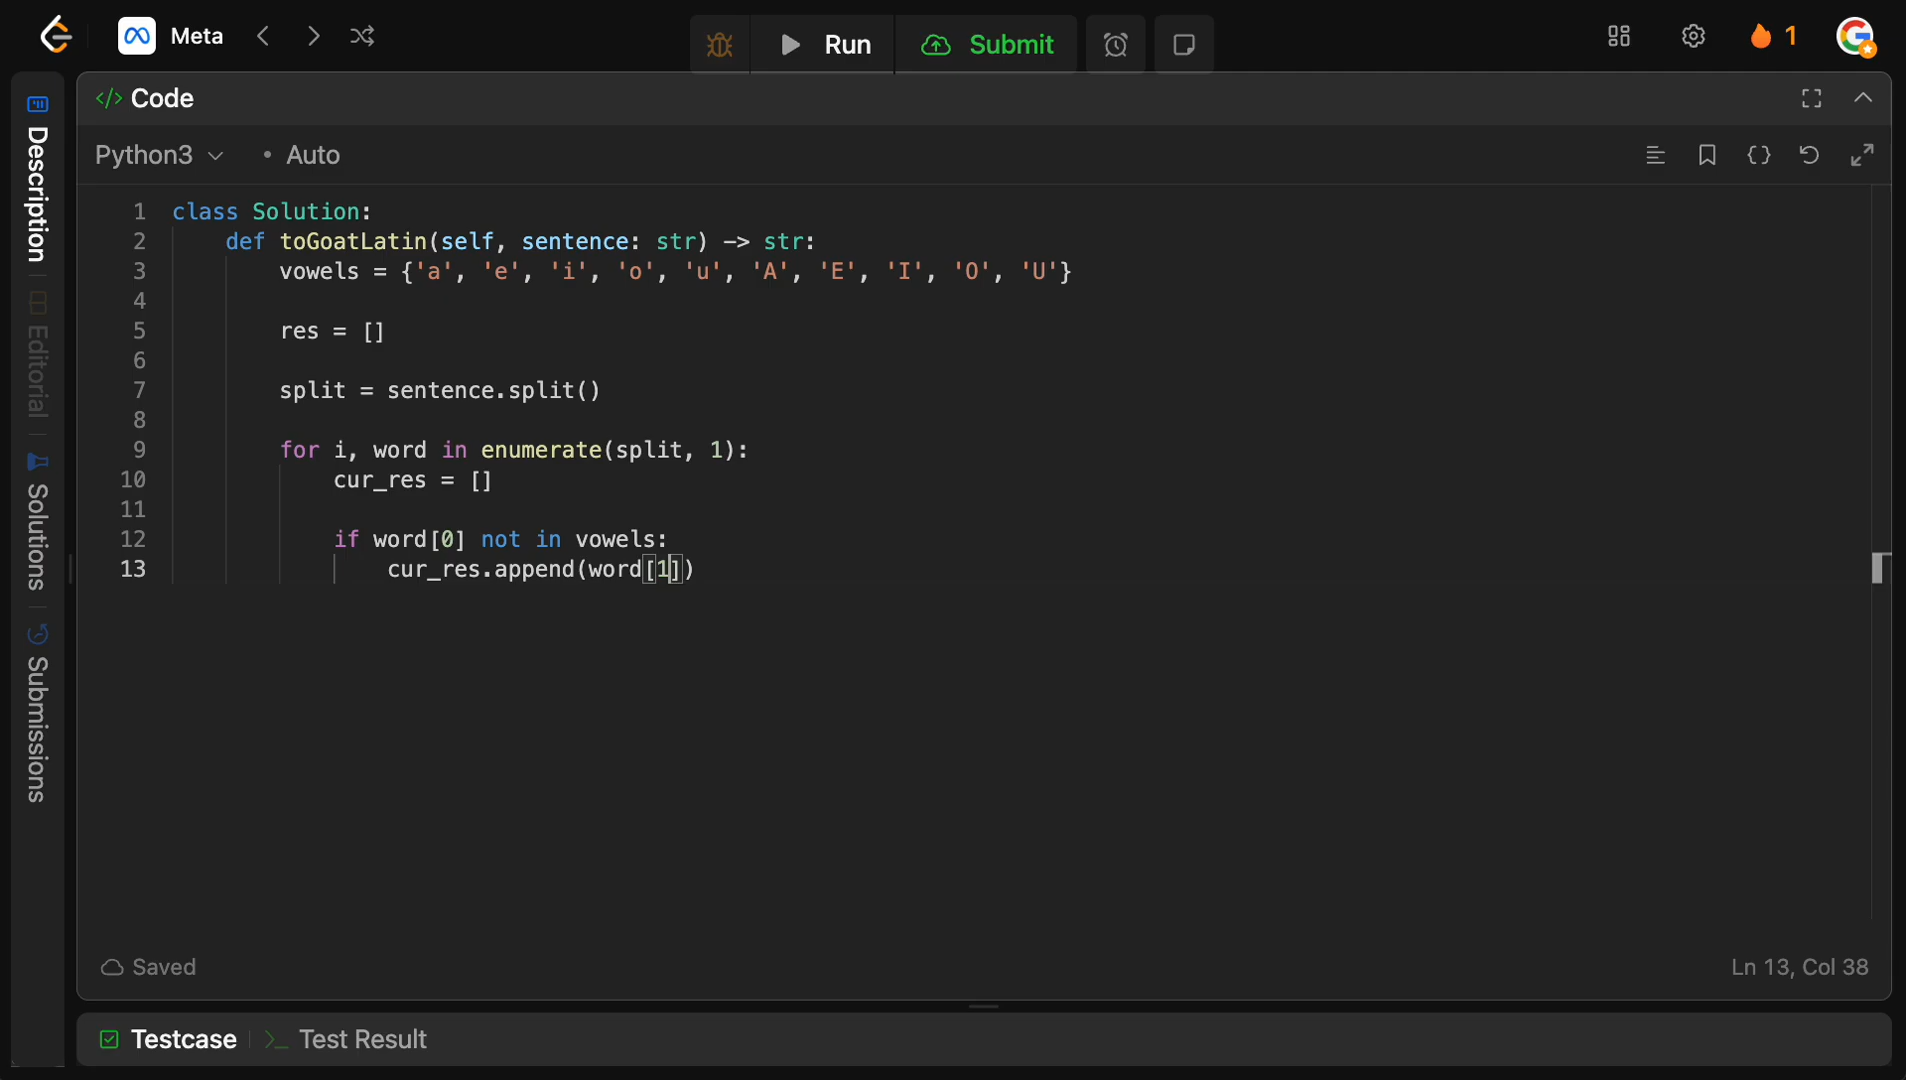 Meta
Run
Submit
1
Description
Editorial
Solutions
Submissions
</> Code
Python3
• Auto
1 class Solution:
2     def toGoatLatin(self, sentence: str) -> str:
3         vowels = {'a', 'e', 'i', 'o', 'u', 'A', 'E', 'I', 'O', 'U'}
4
5         res = []
6
7         split = sentence.split()
8
9         for i, word in enumerate(split, 1):
10             cur_res = []
11
12             if word[0] not in vowels:
13                 cur_res.append(word[1])
Saved
Ln 13, Col 38
Testcase
Test Result